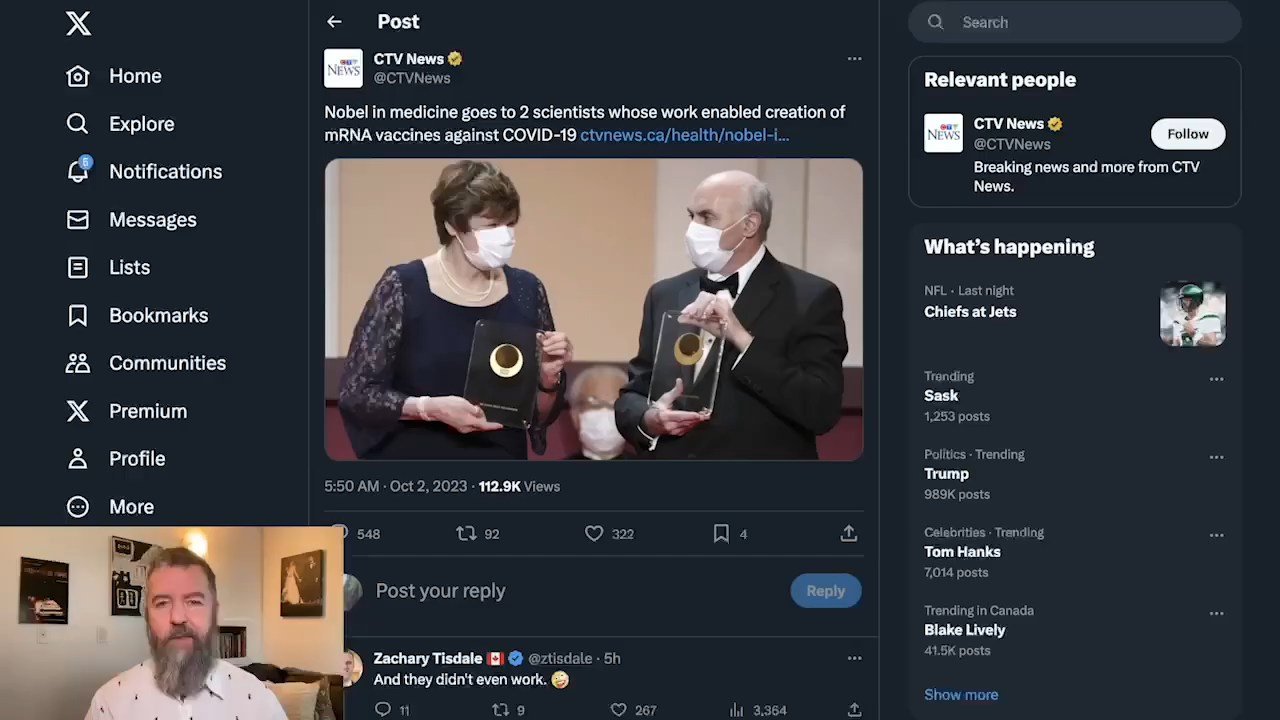 Home
Explore
5
Notifications
Messages
Lists
Bookmarks
Communities
Premium
Profile
More
Post
CTV News
@CTVNews
Nobel in medicine goes to 2 scientists whose work enabled creation of
mRNA vaccines against COVID-19 ctvnews.ca/health/nobel-i...
5:50 AM · Oct 2, 2023 · 112.9K Views
548
92
322
4
Post your reply
Reply
Zachary Tisdale @ztisdale · 5h
And they didn't even work.
11
9
267
3,364
Search
Relevant people
CTV News
@CTVNews
Follow
Breaking news and more from CTV
News.
What's happening
NFL · Last night
Chiefs at Jets
Trending
Sask
1,253 posts
Politics · Trending
Trump
989K posts
Celebrities · Trending
Tom Hanks
7,014 posts
Trending in Canada
Blake Lively
41.5K posts
Show more